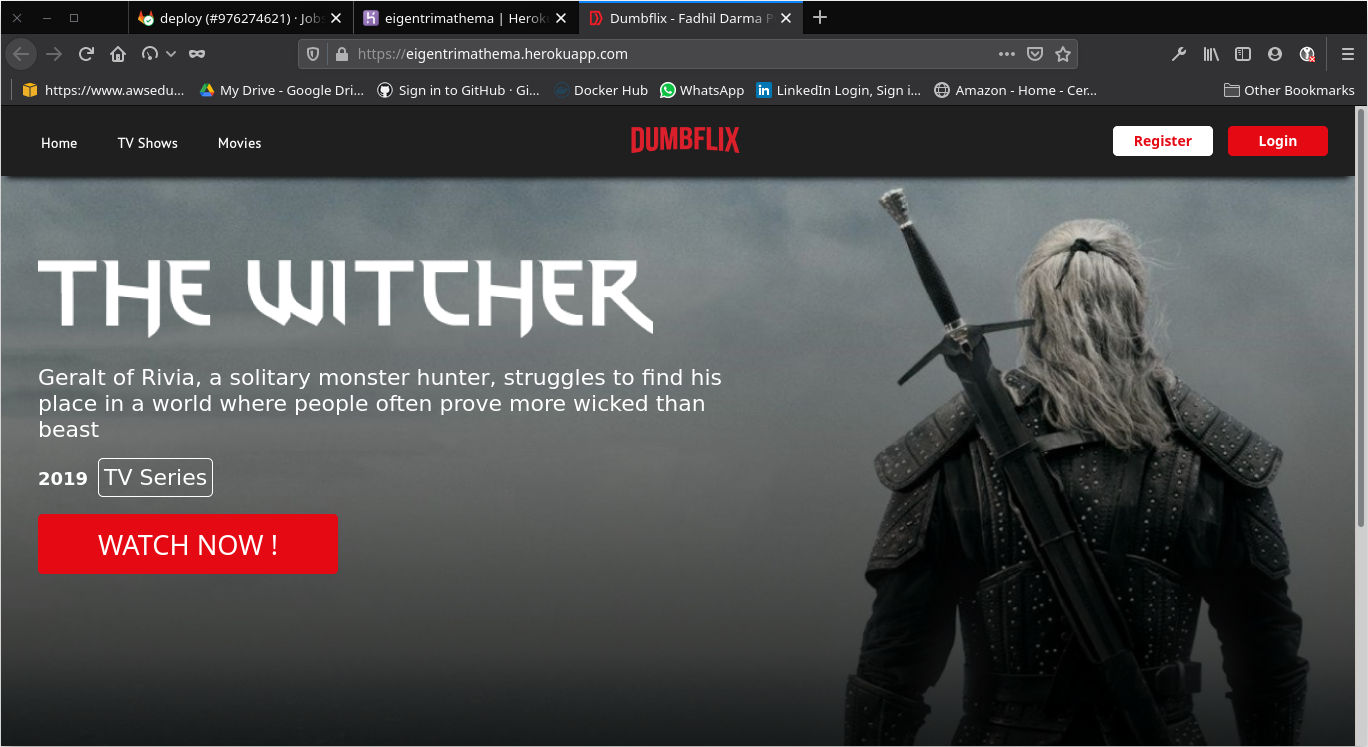 deploy (#976274621) · Jobs
eigentrimathema | Heroku
Dumbflix - Fadhil Darma P
https://eigentrimathema.herokuapp.com
https://www.awsedu...
My Drive - Google Dri...
Sign in to GitHub · Gi...
Docker Hub
WhatsApp
LinkedIn Login, Sign i...
Amazon - Home - Cer...
Other Bookmarks
Home
TV Shows
Movies
DUMBFLIX
Register
Login
THE WITCHER
Geralt of Rivia, a solitary monster hunter, struggles to find his
place in a world where people often prove more wicked than
beast
2019 TV Series
WATCH NOW !